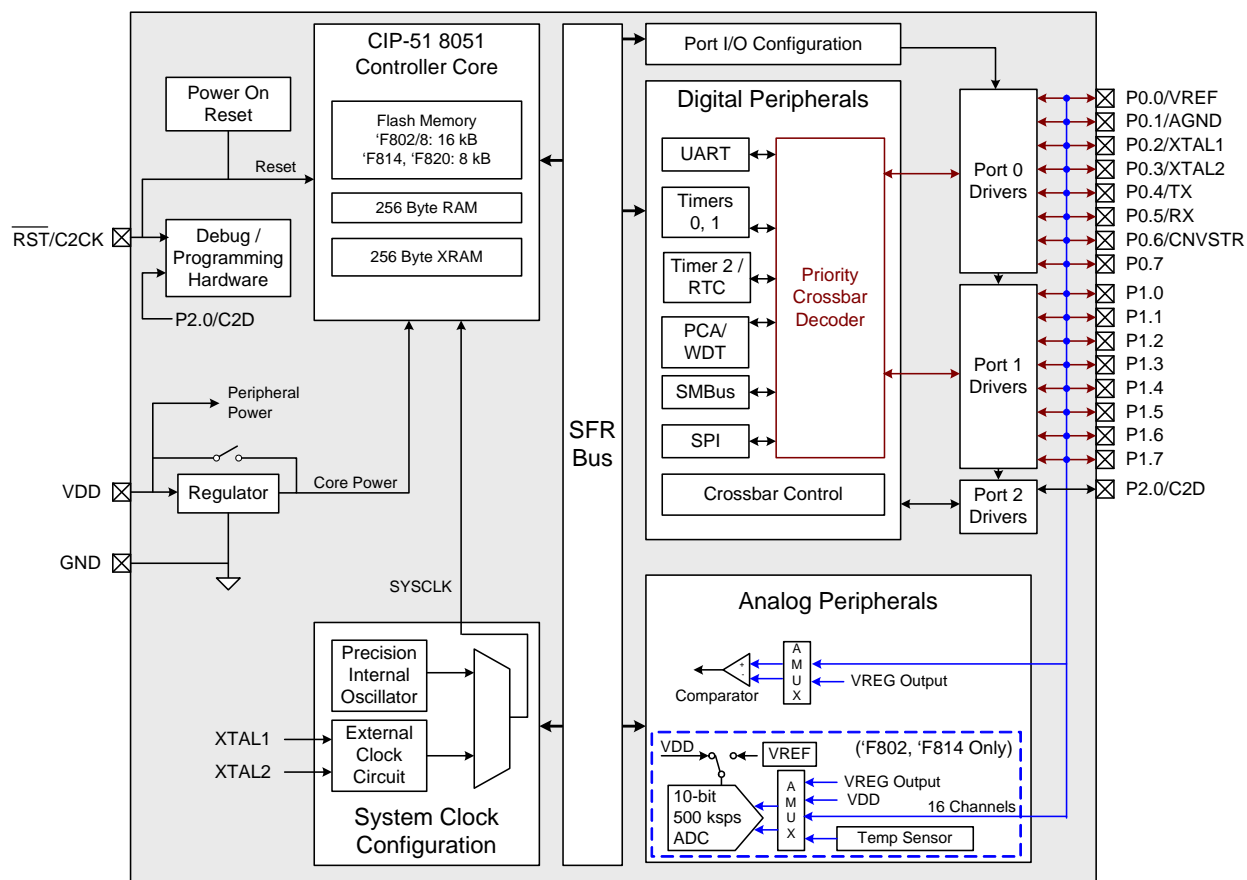 CIP-51 8051
Controller Core
Flash Memory
‘F802/8: 16 kB
‘F814, ‘F820: 8 kB
256 Byte RAM
256 Byte XRAM
Power On
Reset
Reset
RST/C2CK
Debug /
Programming
Hardware
P2.0/C2D
Peripheral
Power
VDD
Regulator
Core Power
GND
SYSCLK
Precision
Internal
Oscillator
XTAL1
XTAL2
External
Clock
Circuit
System Clock
Configuration
SFR
Bus
Port I/O Configuration
Digital Peripherals
UART
Timers
0, 1
Timer 2 /
RTC
PCA/
WDT
SMBus
SPI
Priority
Crossbar
Decoder
Crossbar Control
Port 0
Drivers
Port 1
Drivers
Port 2
Drivers
P0.0/VREF
P0.1/AGND
P0.2/XTAL1
P0.3/XTAL2
P0.4/TX
P0.5/RX
P0.6/CNVSTR
P0.7
P1.0
P1.1
P1.2
P1.3
P1.4
P1.5
P1.6
P1.7
P2.0/C2D
Analog Peripherals
+
-
Comparator
AMUX
VREG Output
(‘F802, ‘F814 Only)
VDD
VREF
10-bit
500 ksps
ADC
AMUX
VREG Output
VDD
16 Channels
Temp Sensor